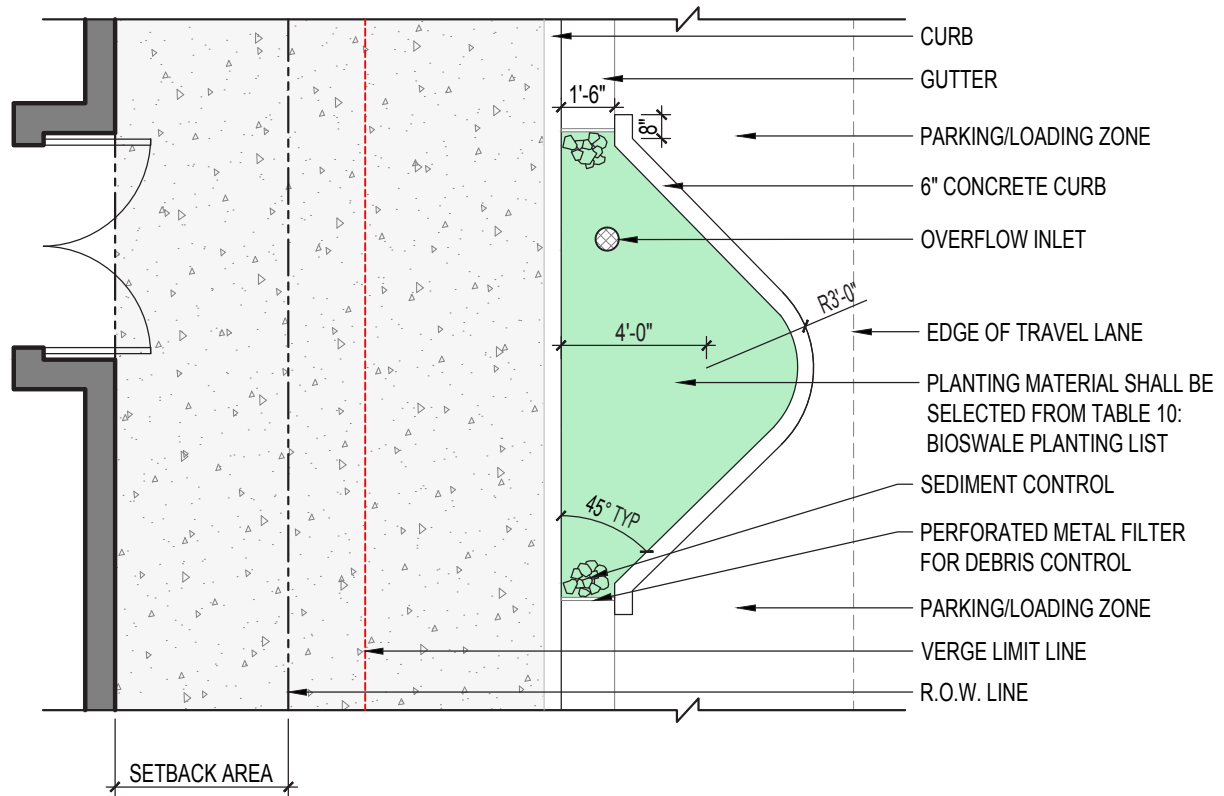 CURB
GUTTER
1'-6"
8"
PARKING/LOADING ZONE
6" CONCRETE CURB
OVERFLOW INLET
R3'-0"
4'-0"
EDGE OF TRAVEL LANE
PLANTING MATERIAL SHALL BE
SELECTED FROM TABLE 10:
BIOSWALE PLANTING LIST
SEDIMENT CONTROL
45° TYP
PERFORATED METAL FILTER
FOR DEBRIS CONTROL
PARKING/LOADING ZONE
VERGE LIMIT LINE
R.O.W. LINE
SETBACK AREA